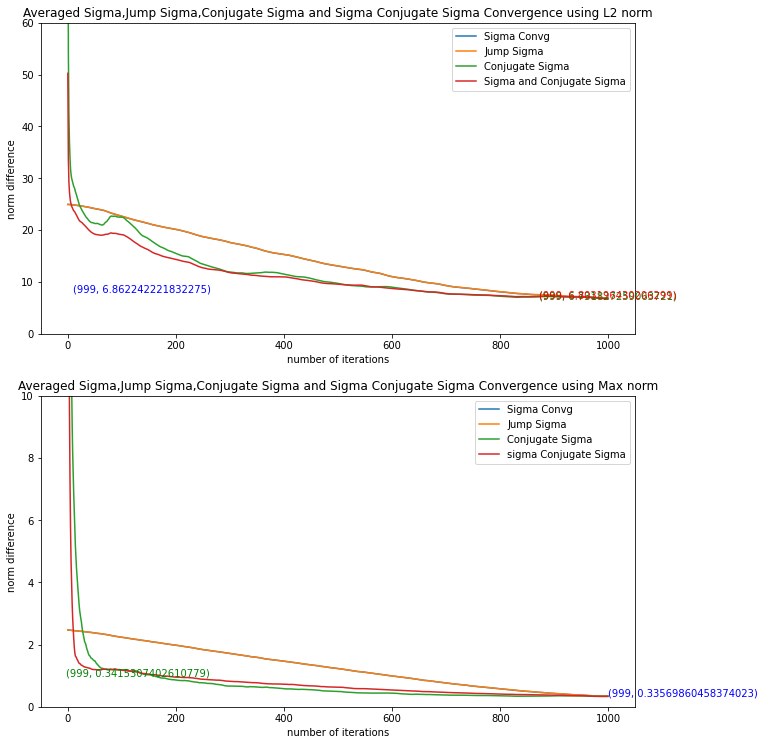 Averaged Sigma,Jump Sigma,Conjugate Sigma and Sigma Conjugate Sigma Convergence using L2 norm
60
50
40
30
20
10
0
norm difference
Sigma Convg
Jump Sigma
Conjugate Sigma
Sigma and Conjugate Sigma
(999, 6.862242221832275)
0
200
400
600
800
1000
number of iterations
Averaged Sigma,Jump Sigma,Conjugate Sigma and Sigma Conjugate Sigma Convergence using Max norm
10
8
6
4
2
0
norm difference
Sigma Convg
Jump Sigma
Conjugate Sigma
sigma Conjugate Sigma
(999, 0.3415307402610779)
(999, 0.33569860458374023)
0
200
400
600
800
1000
number of iterations